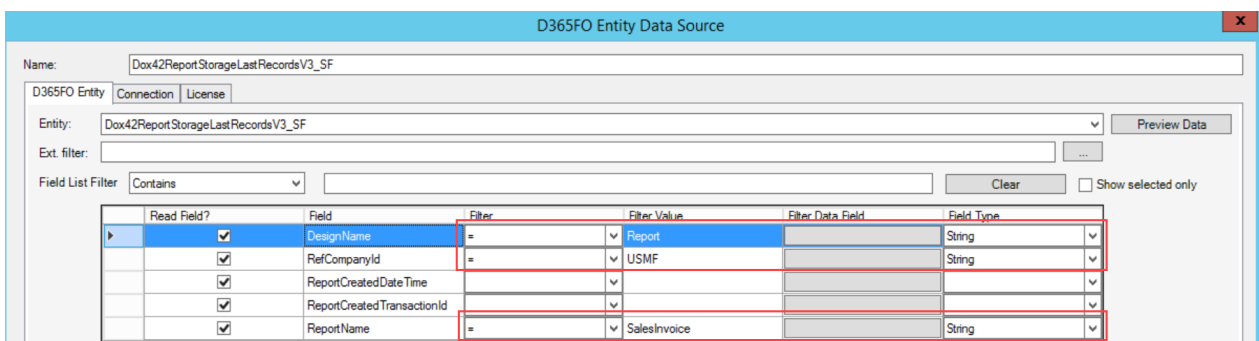 D365FO Entity Data Source
x
Name: Dox42ReportStorageLastRecordsV3_SF
D365FO Entity Connection License
Entity: Dox42ReportStorageLastRecordsV3_SF Preview Data
Ext. filter: ...
Field List Filter Contains Clear Show selected only
Read Field? Field Filter Filter Value Filter Data Field Field Type
DesignName = Report String
RefCompanyId = USMF String
ReportCreatedDateTime
ReportCreatedTransactionId
ReportName = SalesInvoice String